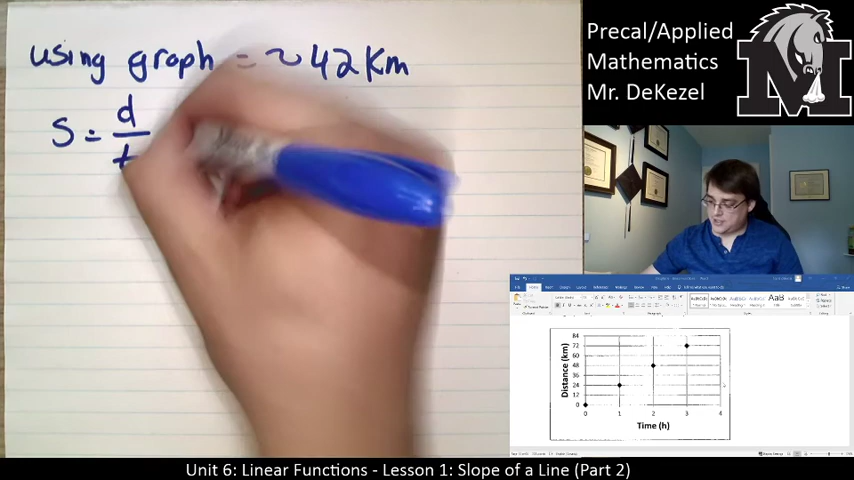 using graph = ~42 Km
S = d
t
Precal/Applied
Mathematics
Mr. DeKezel
M
84
72
60
48
36
24
12
0
Distance (km)
0 1 2 3 4
Time (h)
Unit 6: Linear Functions - Lesson 1: Slope of a Line (Part 2)